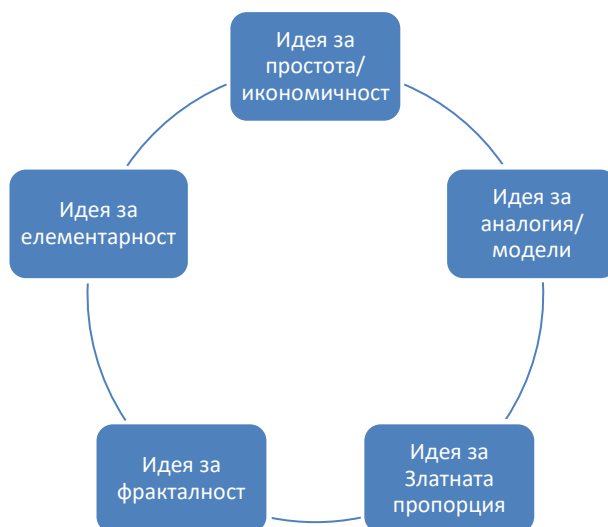 Идея за
простота/
икономичност
Идея за
аналогия/
модели
Идея за
Златната
пропорция
Идея за
фракталност
Идея за
елементарност